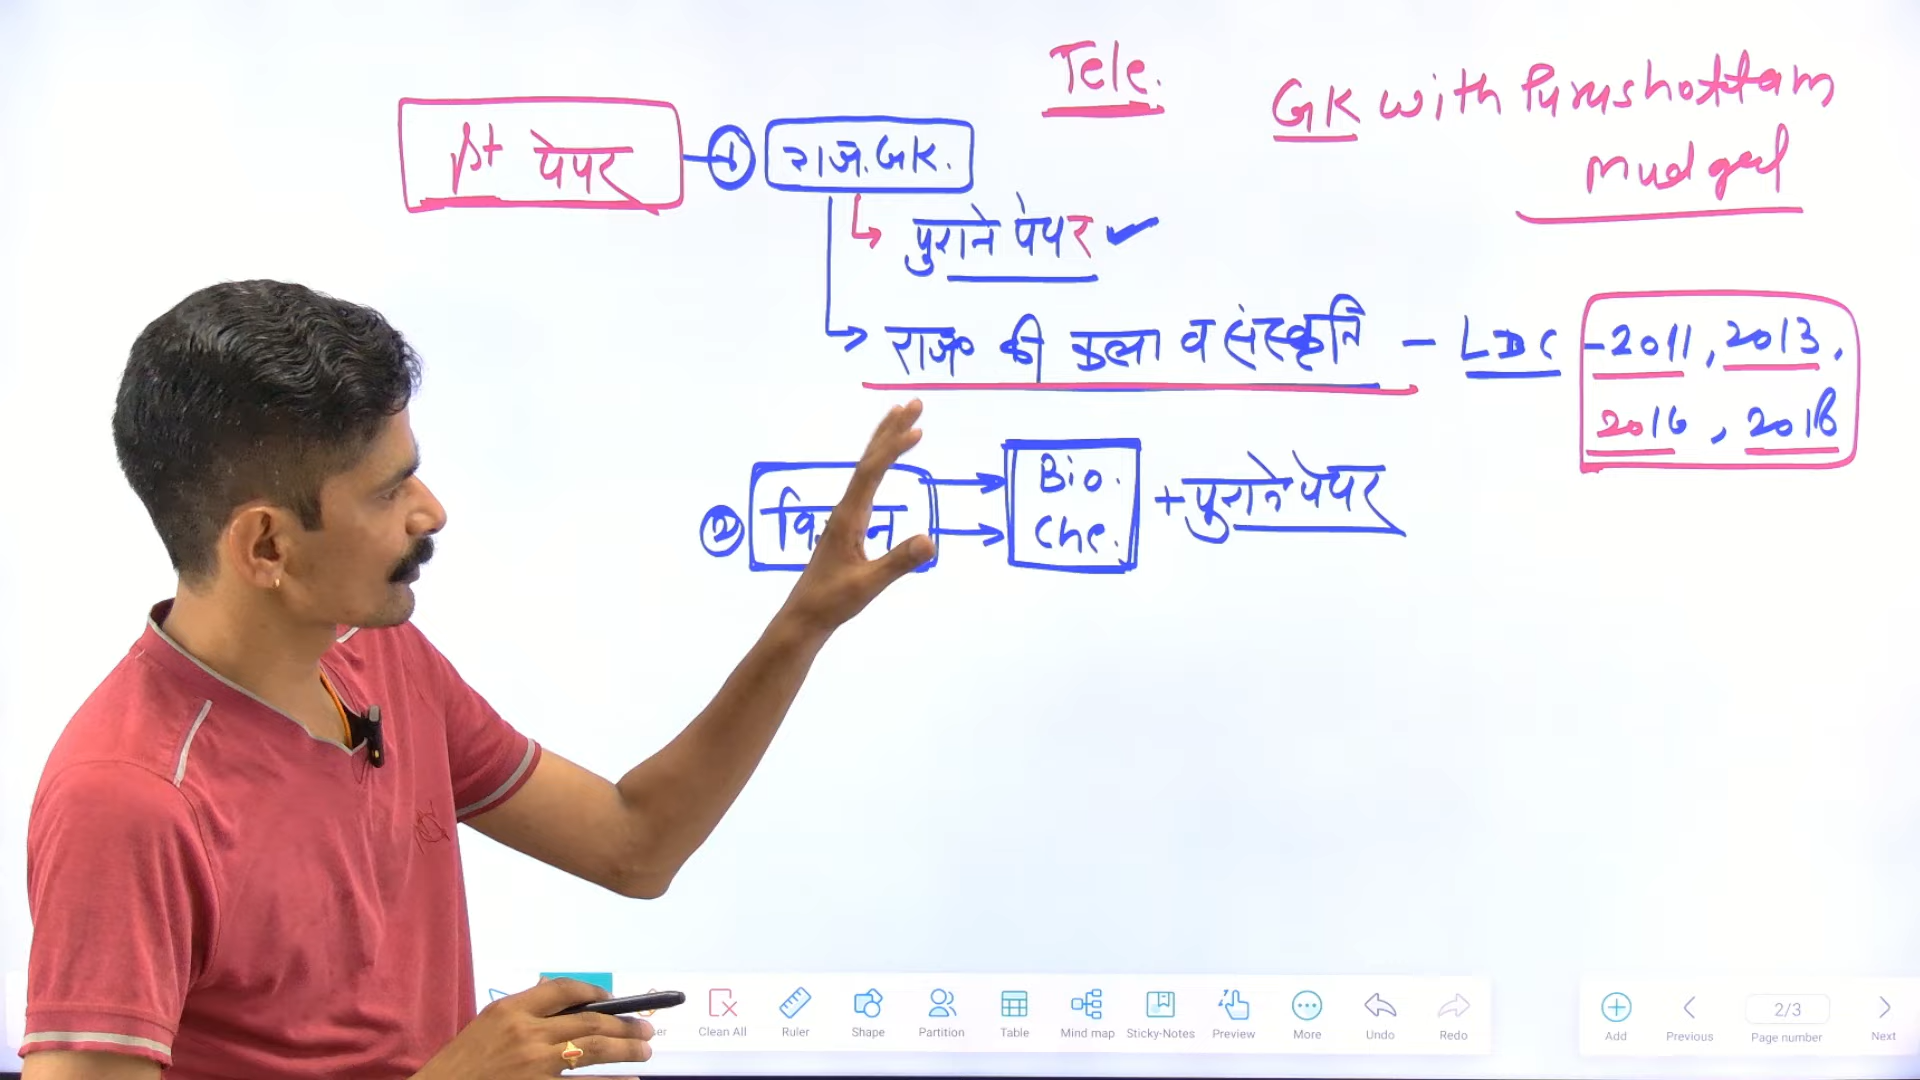 Tele.
GK with Purushottam
Mudgal
1st पेपर
① राज. GK.
पुराने पेपर
राज० की कला व संस्कृति - LDC - 2011, 2013,
2016, 2018
②
Bio.
Che.
+ पुराने पेपर
Clean All
Ruler
Shape
Partition
Table
Mind map
Sticky-Notes
Preview
More
Undo
Redo
Add
Previous
2/3
Page number
Next